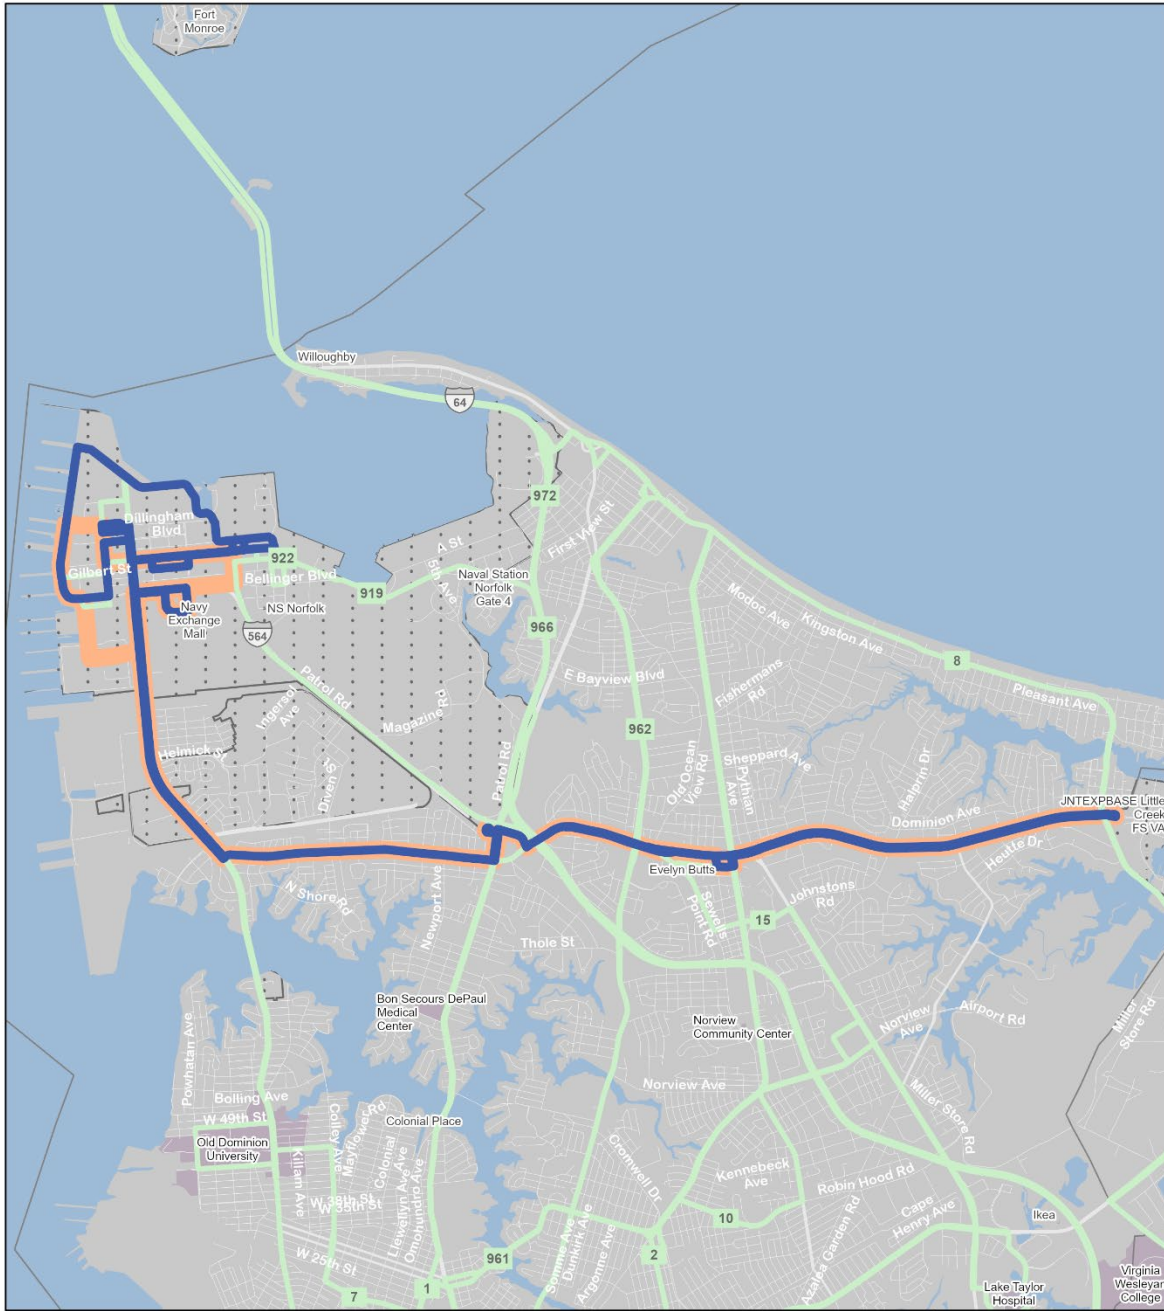 Fort
Monroe
Willoughby
64
972
First View St
Dillingham
Blvd
922
A St
5th Ave
Gilbert St
Bellinger Blvd
919
Naval Station
Norfolk
Gate 4
Navy
Exchange
Mall
NS Norfolk
564
966
Modoc Ave
Kingston Ave
8
Pleasant Ave
E Bayview Blvd
Fishermans
Rd
Patrol Rd
Ingersol
Ave
Magazine Rd
962
Helmick St
Diven St
Patrol Rd
Old Ocean
View Rd
Pythian
Ave
Sheppard Ave
Halprin Dr
Dominion Ave
JNTEXPBASE Little
Creek
FS VA
Heutte Dr
Evelyn Butts
Sewells
Point Rd
Johnstons
Rd
15
N Shore Rd
Newport Ave
Thole St
Bon Secours DePaul
Medical
Center
Norview
Community Center
Norview
Ave
Airport Rd
Miller
Store Rd
Powhatan Ave
Bolling Ave
W 49th St
Norview Ave
Miller Store Rd
Colonial Place
Old Dominion
University
Killam Ave
Colley Ave
Mayflower Rd
Colonial
Llewellyn Ave
Omohundro Ave
W 38th St
W 35th St
Cromwell Dr
Kennebeck
Ave
Robin Hood Rd
Cape
Henry Ave
Ikea
10
W 25th St
961
Somme Ave
Dunkirk Ave
Argonne Ave
2
Azalea Garden Rd
7
1
Lake Taylor
Hospital
Virginia
Wesleyan
College